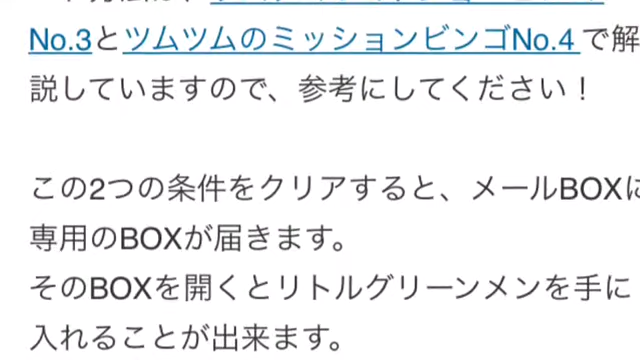 No.3とツムツムのミッションビンゴNo.4 で解
説していますので、参考にしてください！
この2つの条件をクリアすると、メールBOXに
専用のBOXが届きます。
そのBOXを開くとリトルグリーンメンを手に
入れることが出来ます。